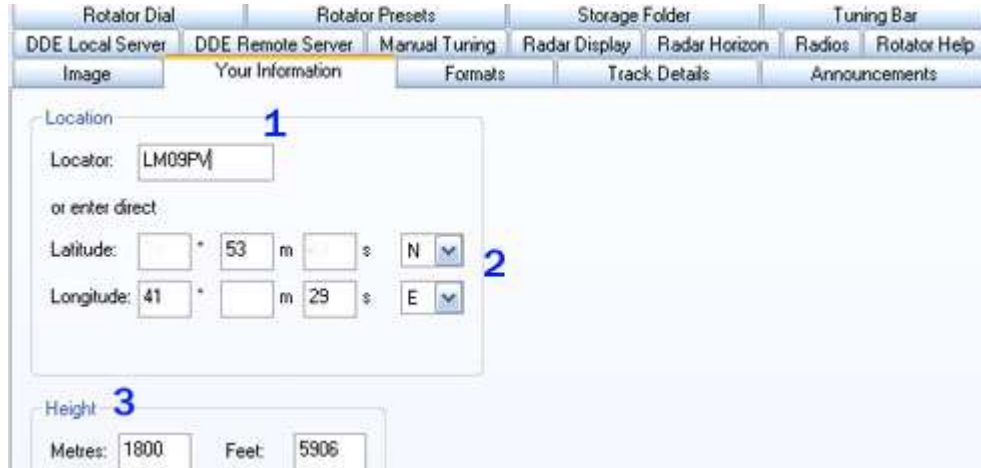 Rotator Dial Rotator Presets Storage Folder Tuning Bar
DDE Local Server DDE Remote Server Manual Tuning Radar Display Radar Horizon Radios Rotator Help
Image Your Information Formats Track Details Announcements
Location 1
Locator: LM09PV
or enter direct
Latitude: ° 53 m s N
2
Longitude: 41 ° m 29 s E
Height 3
Metres: 1800 Feet: 5906